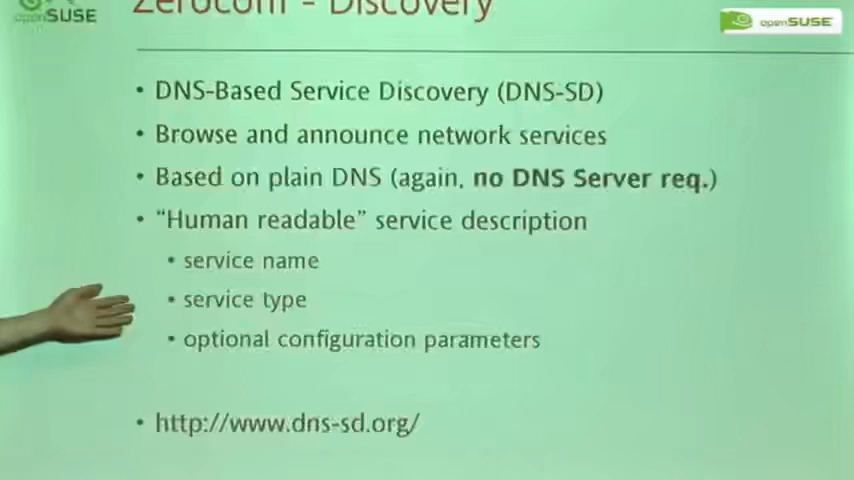 openSUSE
Zeroconf - Discovery
openSUSE
• DNS-Based Service Discovery (DNS-SD)
• Browse and announce network services
• Based on plain DNS (again, no DNS Server req.)
• “Human readable” service description
• service name
• service type
• optional configuration parameters
• http://www.dns-sd.org/